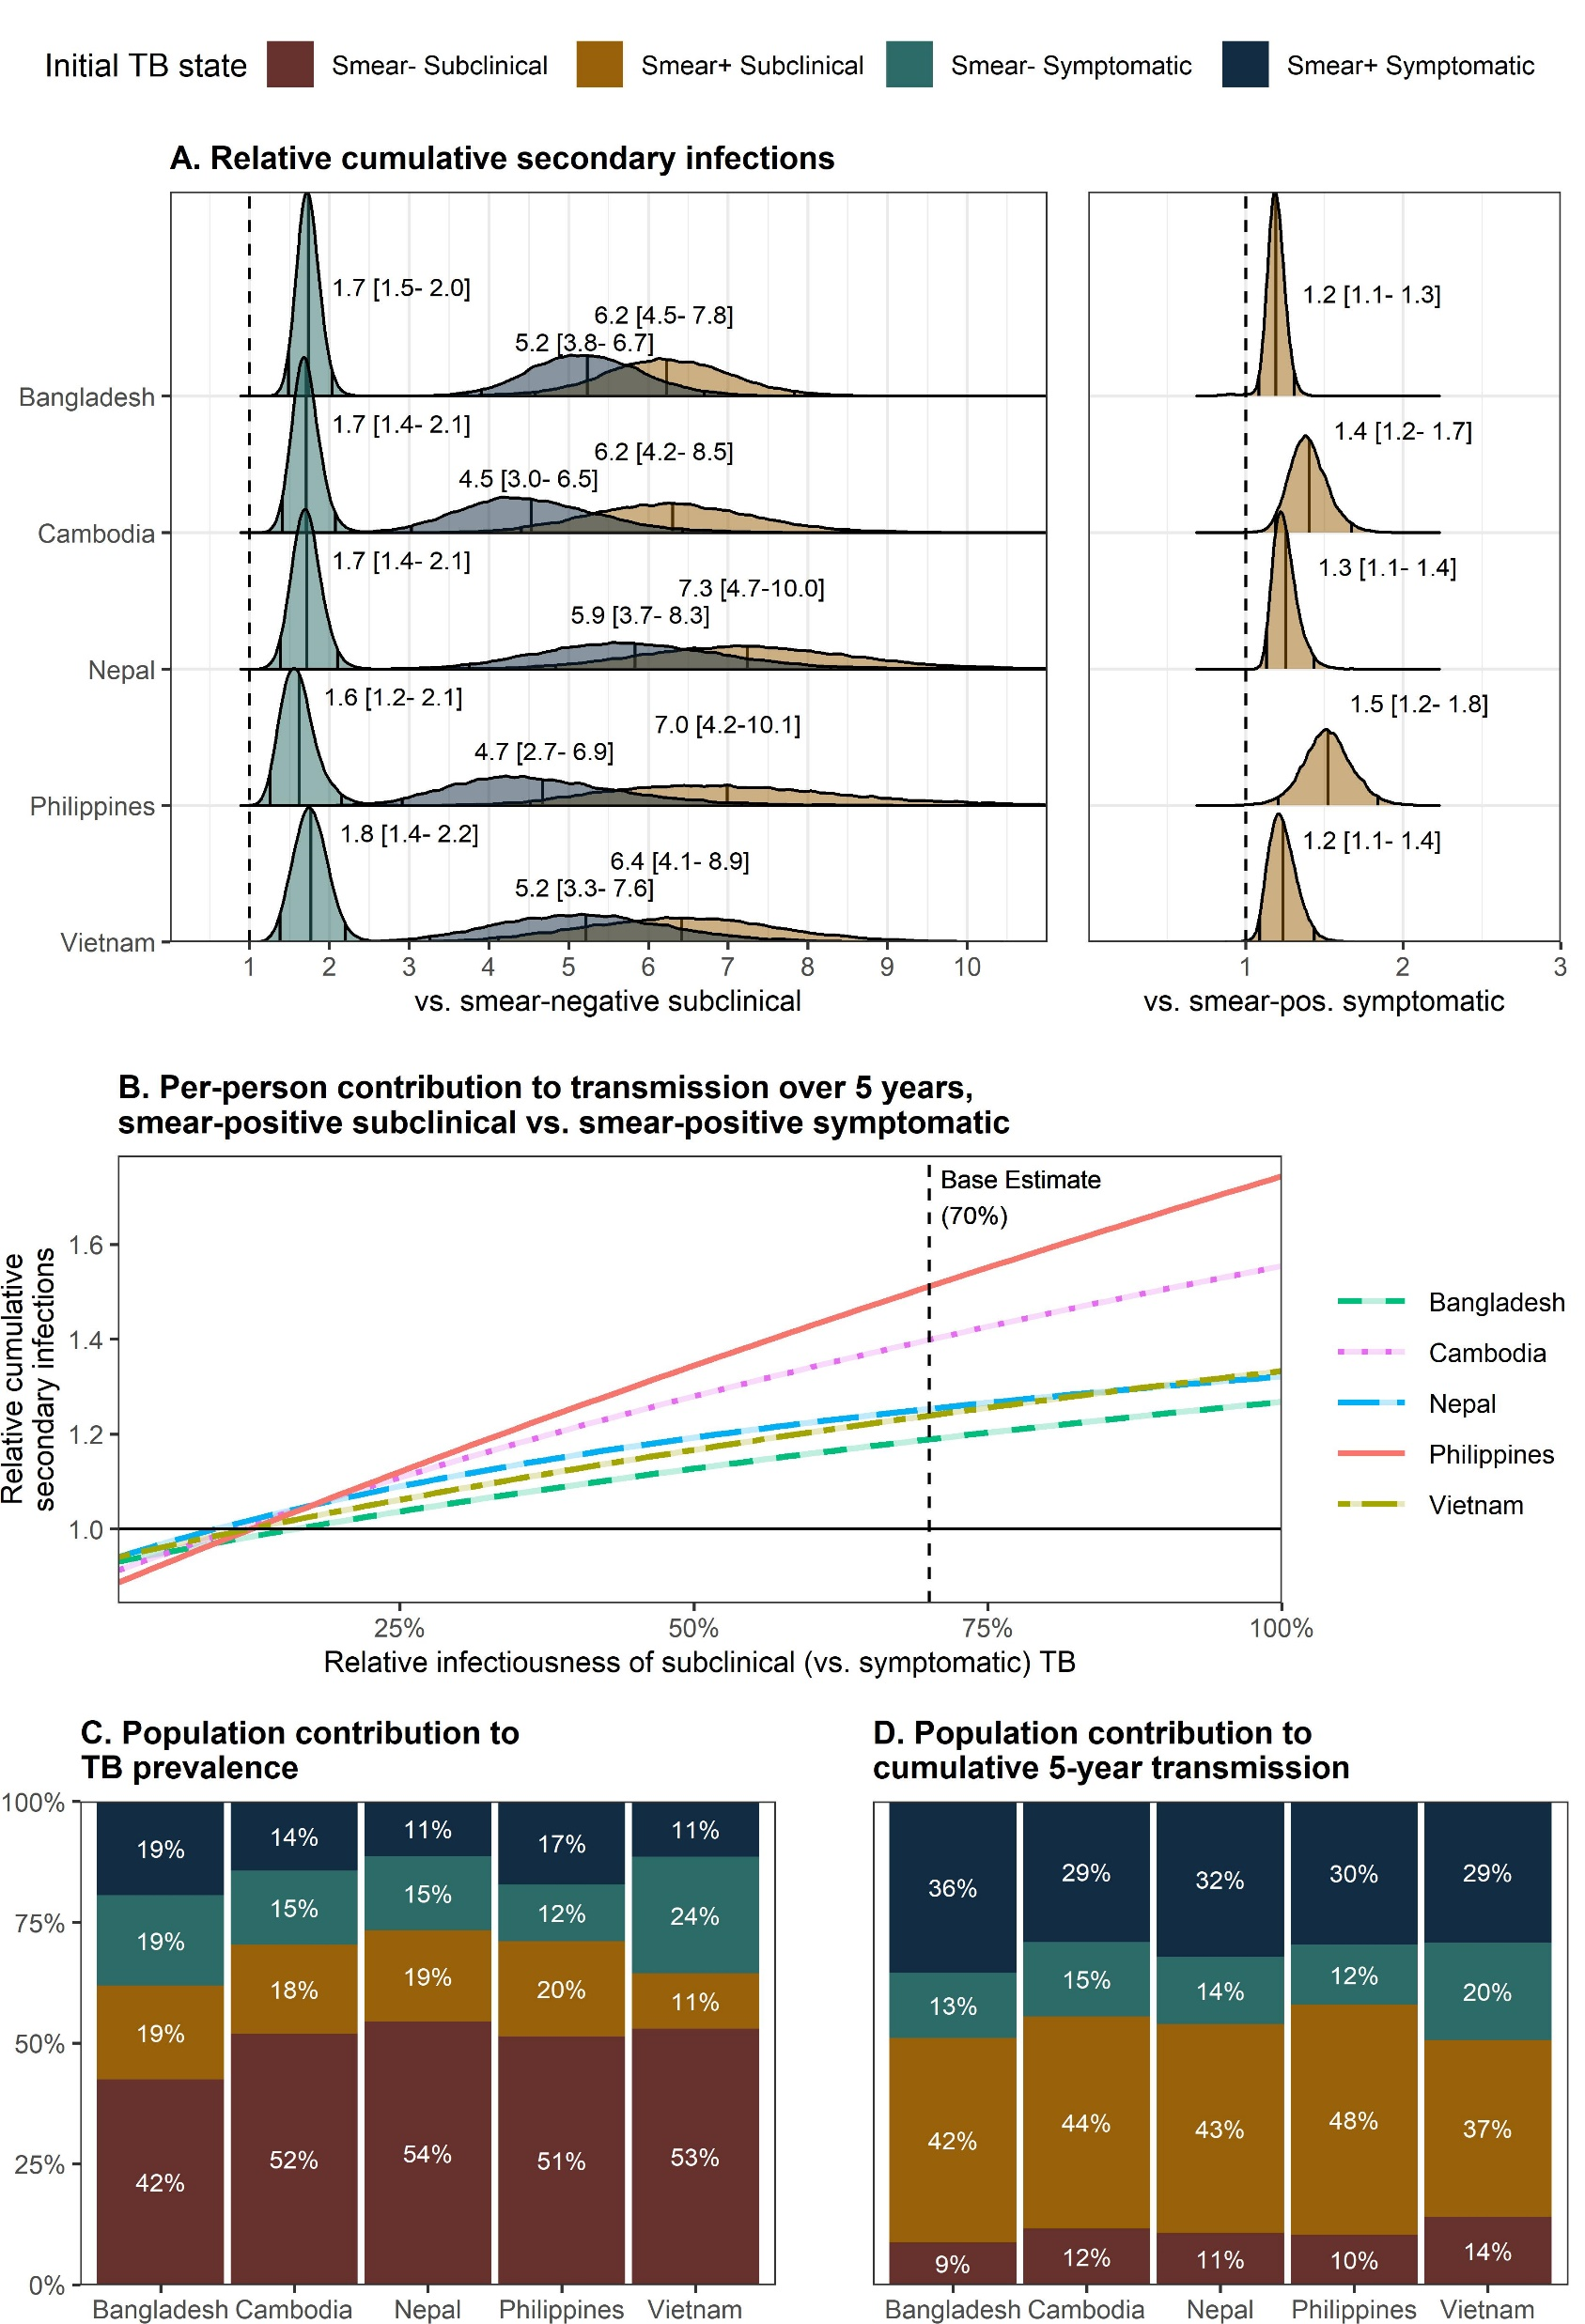 Initial TB state Smear- Subclinical Smear+ Subclinical Smear- Symptomatic Smear+ Symptomatic
A. Relative cumulative secondary infections
1.7 [1.5- 2.0]
6.2 [4.5- 7.8]
5.2 [3.8- 6.7]
1.2 [1.1- 1.3]
Bangladesh
1.7 [1.4- 2.1]
6.2 [4.2- 8.5]
4.5 [3.0- 6.5]
1.4 [1.2- 1.7]
Cambodia
1.7 [1.4- 2.1]
7.3 [4.7-10.0]
5.9 [3.7- 8.3]
1.3 [1.1- 1.4]
Nepal
1.6 [1.2- 2.1]
7.0 [4.2-10.1]
4.7 [2.7- 6.9]
1.5 [1.2- 1.8]
Philippines
1.8 [1.4- 2.2]
6.4 [4.1- 8.9]
5.2 [3.3- 7.6]
1.2 [1.1- 1.4]
Vietnam
1 2 3 4 5 6 7 8 9 10
vs. smear-negative subclinical
1 2 3
vs. smear-pos. symptomatic
B. Per-person contribution to transmission over 5 years,
smear-positive subclinical vs. smear-positive symptomatic
Relative cumulative
secondary infections
1.6
1.4
1.2
1.0
Base Estimate
(70%)
25% 50% 75% 100%
Relative infectiousness of subclinical (vs. symptomatic) TB
Bangladesh
Cambodia
Nepal
Philippines
Vietnam
C. Population contribution to
TB prevalence
100%
75%
50%
25%
0%
19% 14% 11% 17% 11%
19% 15% 15% 12% 24%
19% 18% 19% 20% 11%
42% 52% 54% 51% 53%
Bangladesh Cambodia Nepal Philippines Vietnam
D. Population contribution to
cumulative 5-year transmission
36% 29% 32% 30% 29%
13% 15% 14% 12% 20%
42% 44% 43% 48% 37%
9% 12% 11% 10% 14%
Bangladesh Cambodia Nepal Philippines Vietnam